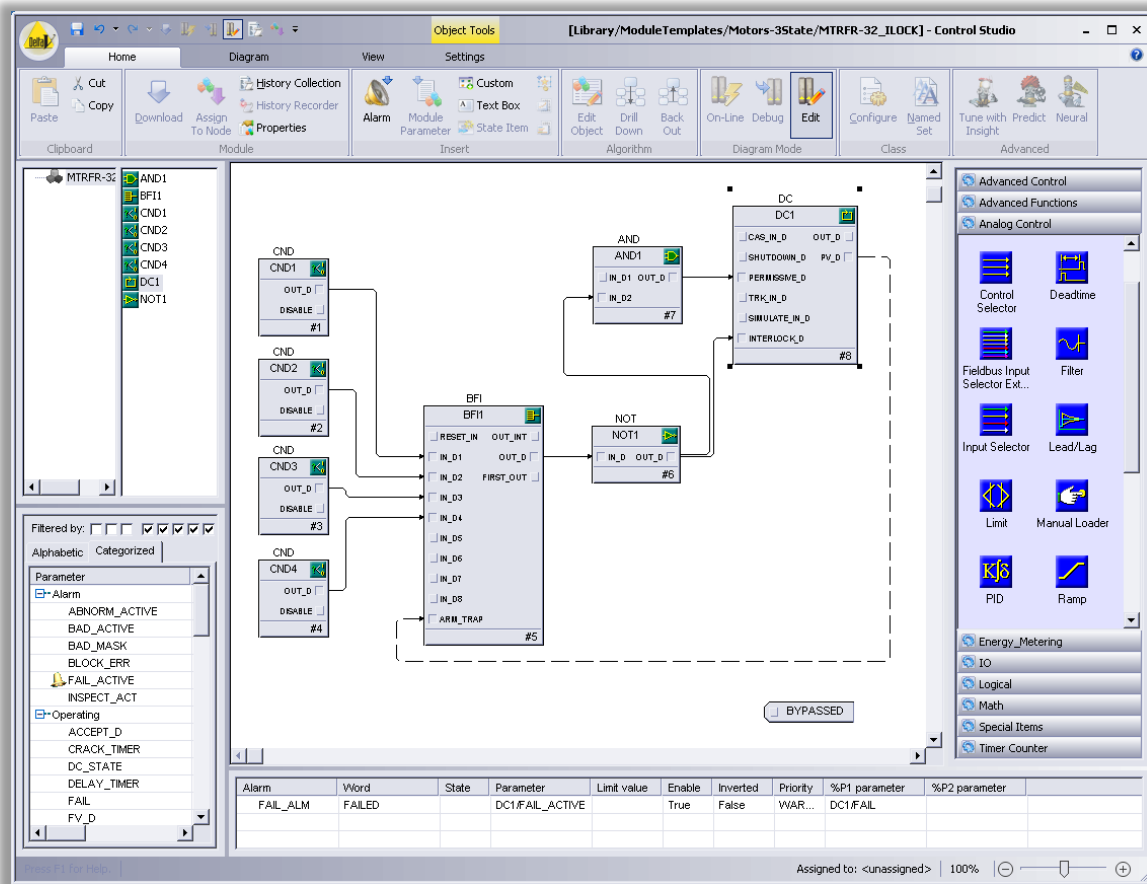 Object Tools
[Library/ModuleTemplates/Motors-3State/MTRFR-32_ILOCK] - Control Studio
DeltaV
Home Diagram View Settings
Paste
Cut
Copy
Clipboard
Download
Assign To Node
History Collection
History Recorder
Properties
Module
Alarm
Module Parameter
Custom
Text Box
State Item
Insert
Edit Object
Drill Down
Back Out
Algorithm
On-Line
Debug
Edit
Diagram Mode
Configure
Named Set
Class
Tune with Insight
Predict
Neural
Advanced
MTRFR-32
AND1
BFI1
CND1
CND2
CND3
CND4
DC1
NOT1
Filtered by:
Alphabetic Categorized
Parameter
Alarm
ABNORM_ACTIVE
BAD_ACTIVE
BAD_MASK
BLOCK_ERR
FAIL_ACTIVE
INSPECT_ACT
Operating
ACCEPT_D
CRACK_TIMER
DC_STATE
DELAY_TIMER
FAIL
FV_D
CND
CND1
OUT_D
DISABLE
#1
CND
CND2
OUT_D
DISABLE
#2
CND
CND3
OUT_D
DISABLE
#3
CND
CND4
OUT_D
DISABLE
#4
BFI
BFI1
RESET_IN OUT_INT
IN_D1 OUT_D
IN_D2 FIRST_OUT
IN_D3
IN_D4
IN_D5
IN_D6
IN_D7
IN_D8
ARM_TRAP
#5
NOT
NOT1
IN_D OUT_D
#6
AND
AND1
IN_D1 OUT_D
IN_D2
#7
DC
DC1
CAS_IN_D OUT_D
SHUTDOWN_D PV_D
PERMISSIVE_D
TRK_IN_D
SIMULATE_IN_D
INTERLOCK_D
#8
BYPASSED
Advanced Control
Advanced Functions
Analog Control
Control Selector
Deadtime
Fieldbus Input Selector Ext...
Filter
Input Selector
Lead/Lag
Limit
Manual Loader
PID
Ramp
Energy_Metering
IO
Logical
Math
Special Items
Timer Counter
Alarm Word State Parameter Limit value Enable Inverted Priority %P1 parameter %P2 parameter
FAIL_ALM FAILED DC1/FAIL_ACTIVE True False WAR... DC1/FAIL
Press F1 for Help.
Assigned to: <unassigned> 100%